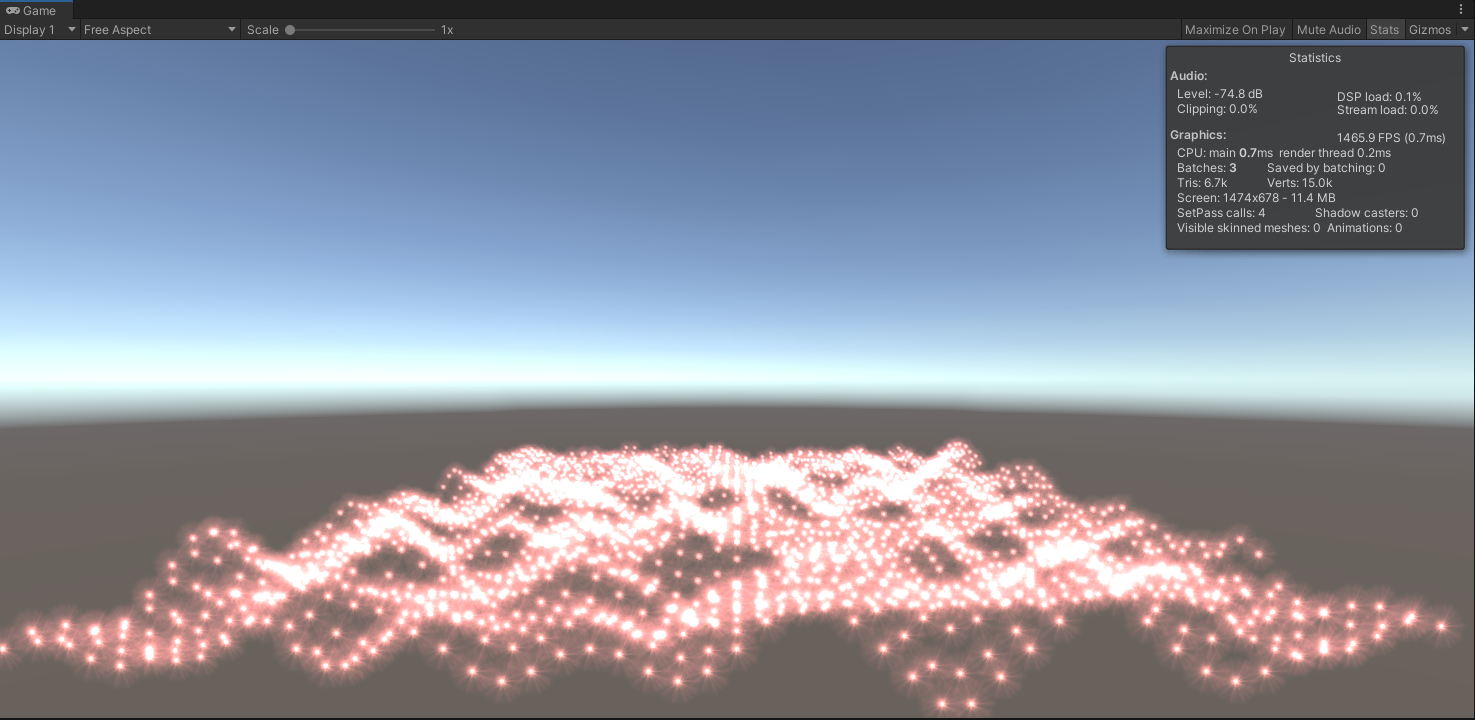 Game
Display 1 Free Aspect Scale 1x Maximize On Play Mute Audio Stats Gizmos
Statistics
Audio:
Level: -74.8 dB DSP load: 0.1%
Clipping: 0.0% Stream load: 0.0%
Graphics: 1465.9 FPS (0.7ms)
CPU: main 0.7ms render thread 0.2ms
Batches: 3 Saved by batching: 0
Tris: 6.7k Verts: 15.0k
Screen: 1474x678 - 11.4 MB
SetPass calls: 4 Shadow casters: 0
Visible skinned meshes: 0 Animations: 0